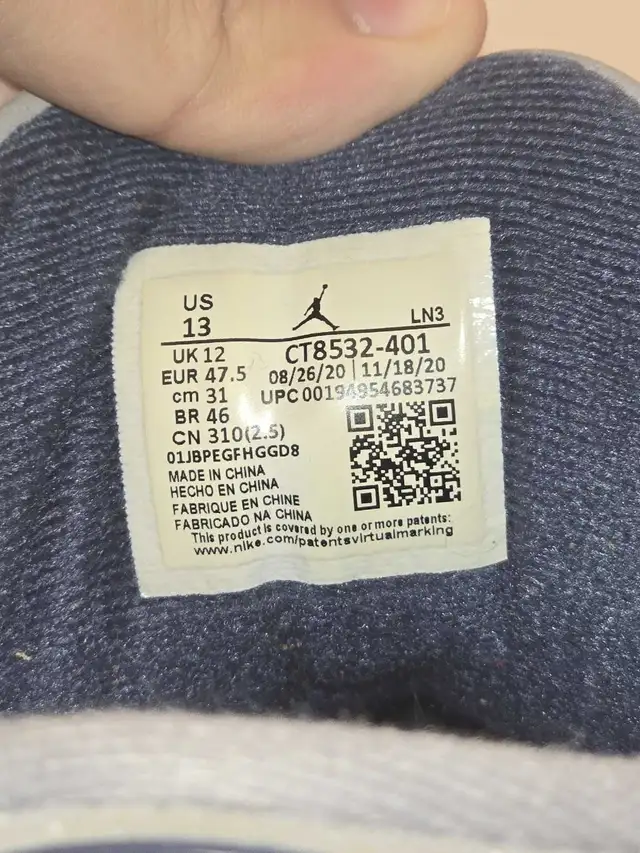 US
13
LN3
UK 12
CT8532-401
EUR 47.5
08/26/20 | 11/18/20
cm 31
UPC 00194954683737
BR 46
CN 310(2.5)
01JBPEGFHGGD8
MADE IN CHINA
HECHO EN CHINA
FABRIQUE EN CHINE
FABRICADO NA CHINA
This product is covered by one or more patents:
www.nike.com/patentsvirtualmarking